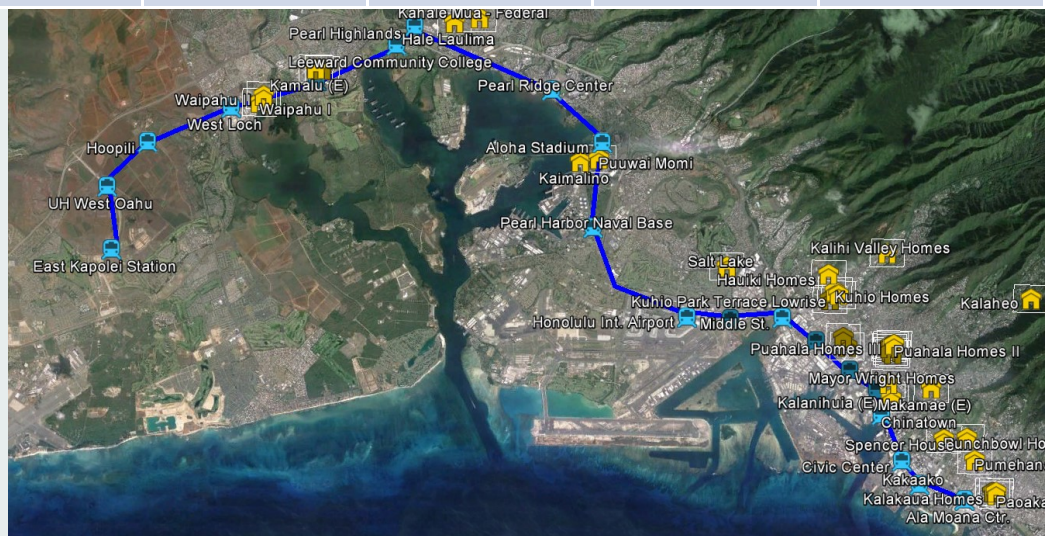 Kahale Mua - Federal
Pearl Highlands
Hale Laulima
Leeward Community College
Kamalu (E)
Pearl Ridge Center
Waipahu II
Waipahu I
West Loch
Hoopili
Aloha Stadium
Puuwai Momi
Kaimalino
UH West Oahu
Pearl Harbor Naval Base
Kalihi Valley Homes
East Kapolei Station
Salt Lake
Hauiki Homes
Kuhio Park Terrace Lowrise
Kuhio Homes
Kalaheo
Honolulu Int. Airport
Middle St.
Puahala Homes III
Puahala Homes II
Mayor Wright Homes
Kalanihuia (E)
Makamae (E)
Chinatown
Spencer House
Punchbowl Ho
Civic Center
Pumehan
Kakaako
Kalakaua Homes
Paoaka
Ala Moana Ctr.